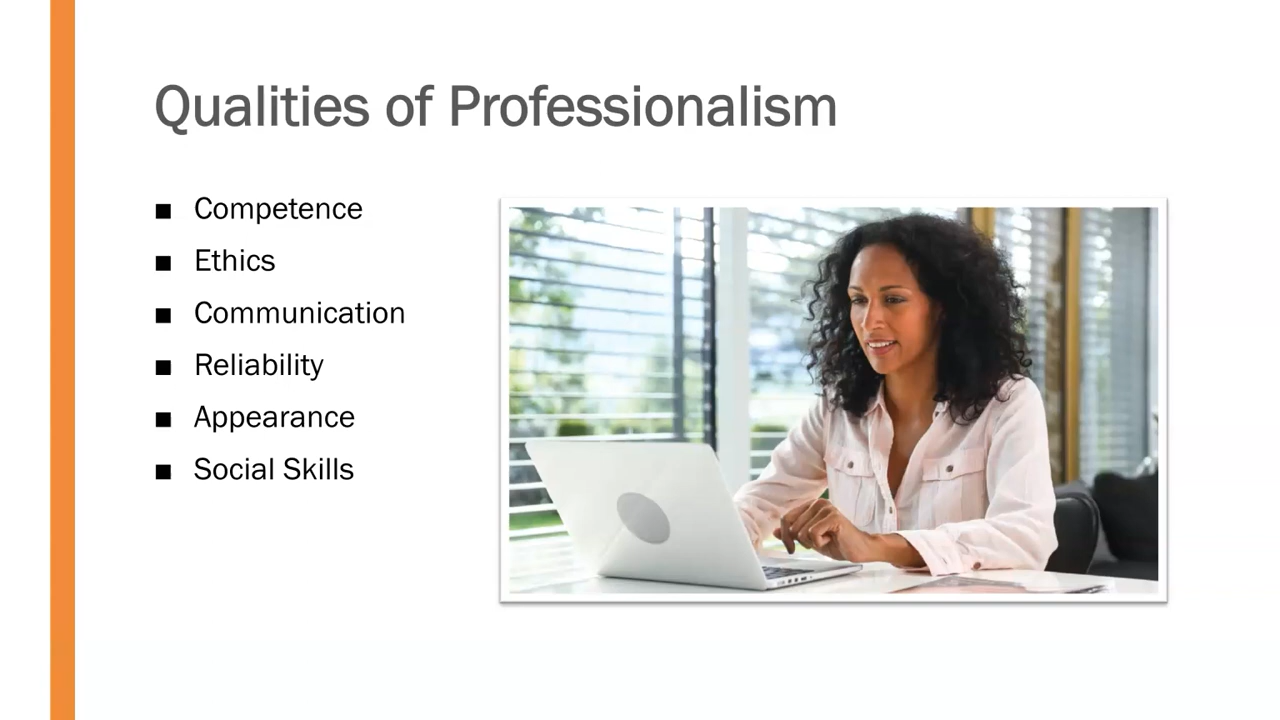 Qualities of Professionalism
■ Competence
■ Ethics
■ Communication
■ Reliability
■ Appearance
■ Social Skills